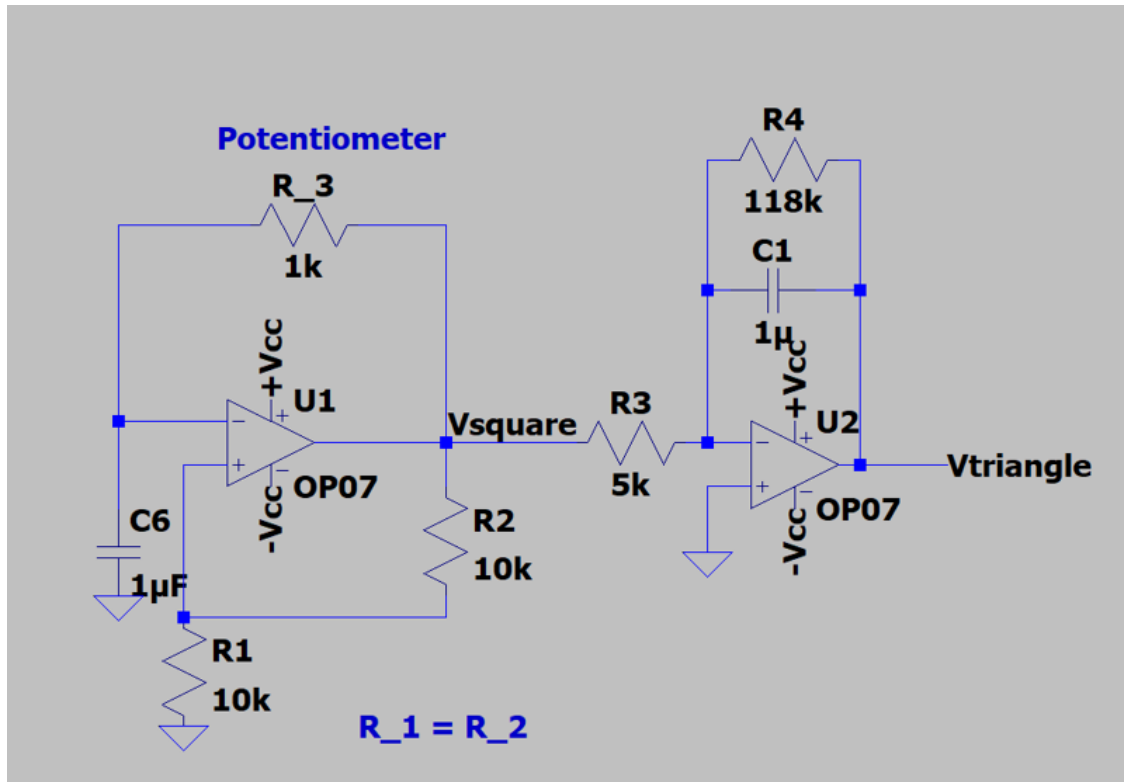 Potentiometer
R_3
1k
+Vcc
U1
OP07
-Vcc
C6
1µF
R1
10k
R2
10k
R_1 = R_2
Vsquare
R3
5k
R4
118k
C1
1µ
+Vcc
U2
OP07
-Vcc
Vtriangle